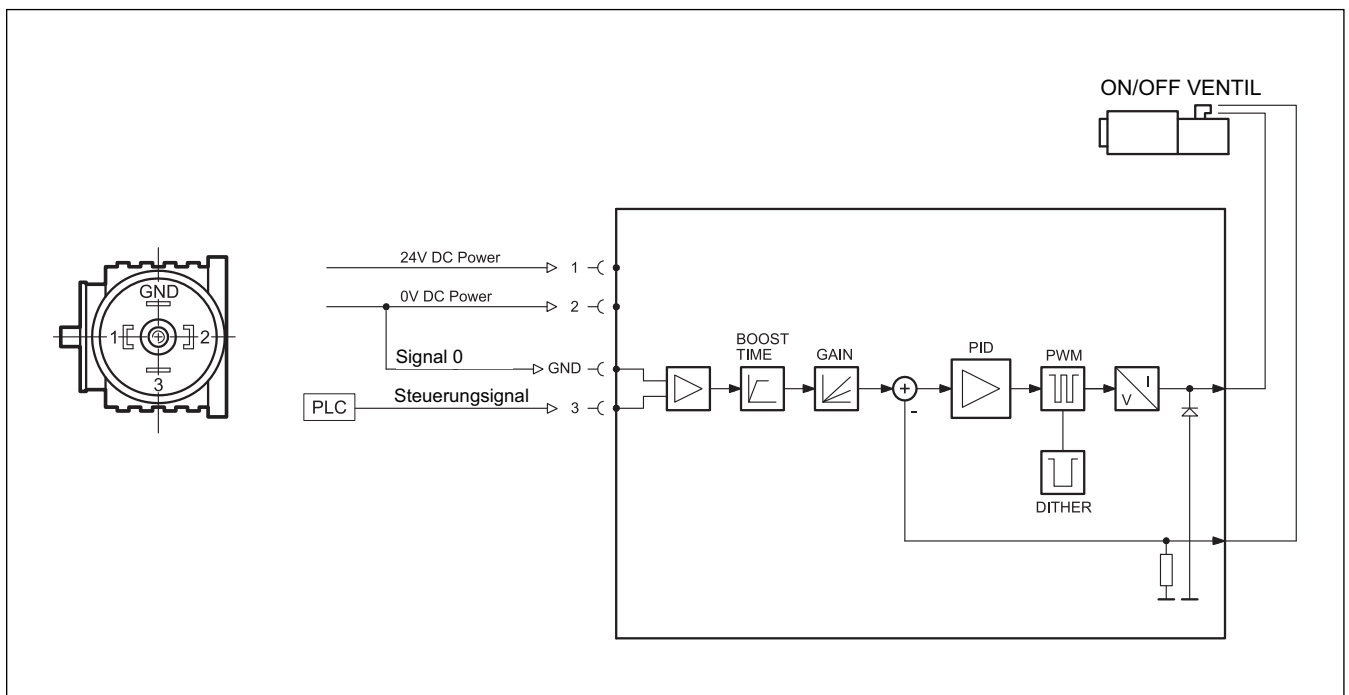 ON/OFF VENTIL
GND
1
2
3
24V DC Power
1
0V DC Power
2
Signal 0
GND
PLC
Steuerungsignal
3
BOOST
TIME
GAIN
+
-
PID
PWM
V
I
DITHER